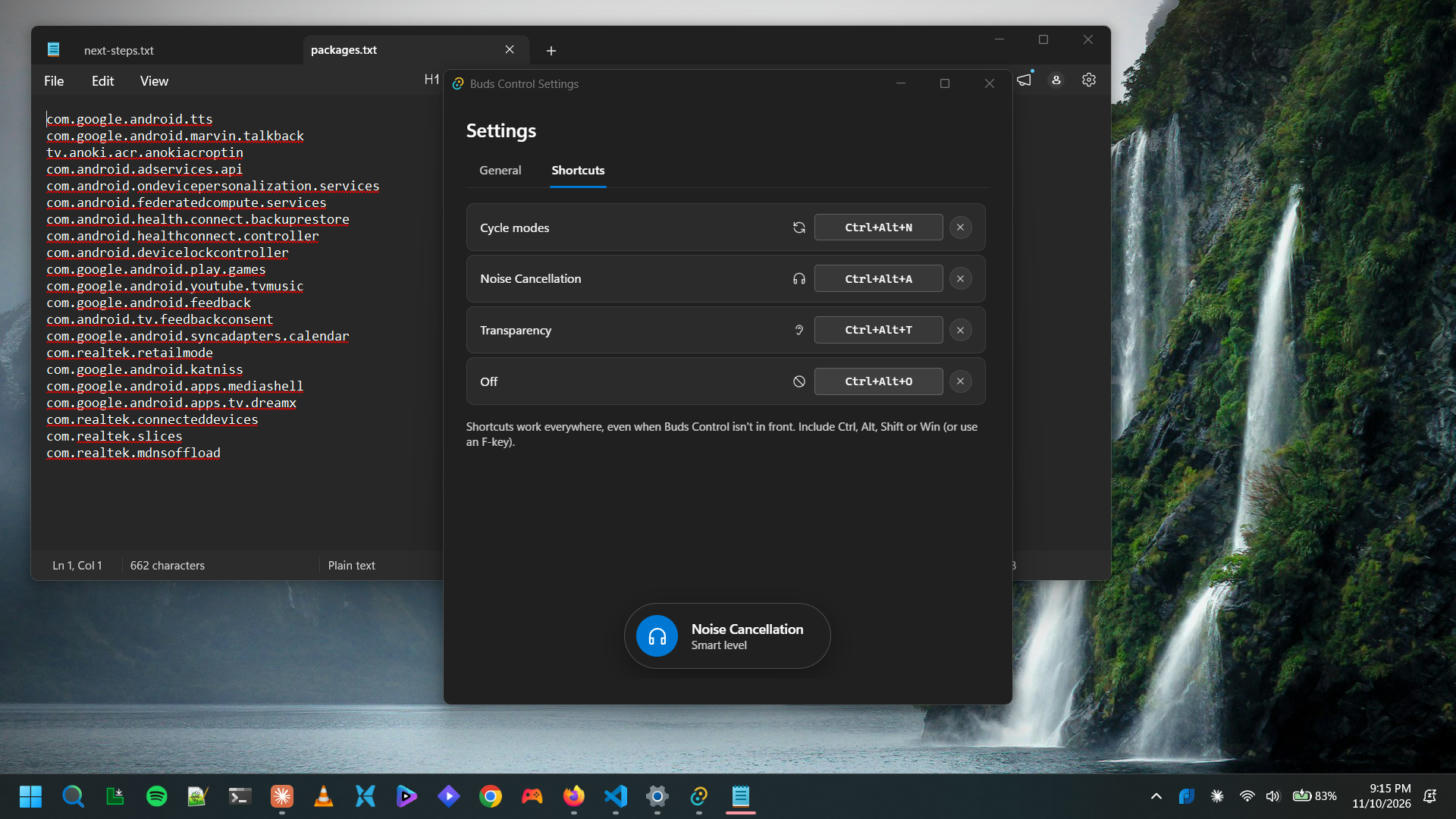 next-steps.txt
packages.txt
File Edit View H1
com.google.android.tts
com.google.android.marvin.talkback
tv.anoki.acr.anokiacroptin
com.android.adservices.api
com.android.ondevicepersonalization.services
com.android.federatedcompute.services
com.android.health.connect.backuprestore
com.android.healthconnect.controller
com.android.devicelockcontroller
com.google.android.play.games
com.google.android.youtube.tvmusic
com.google.android.feedback
com.android.tv.feedbackconsent
com.google.android.syncadapters.calendar
com.realtek.retailmode
com.google.android.katniss
com.google.android.apps.mediashell
com.google.android.apps.tv.dreamx
com.realtek.connecteddevices
com.realtek.slices
com.realtek.mdnsoffload
Ln 1, Col 1 662 characters Plain text
Buds Control Settings
Settings
General Shortcuts
Cycle modes Ctrl+Alt+N
Noise Cancellation Ctrl+Alt+A
Transparency Ctrl+Alt+T
Off Ctrl+Alt+O
Shortcuts work everywhere, even when Buds Control isn't in front. Include Ctrl, Alt, Shift or Win (or use
an F-key).
Noise Cancellation
Smart level
83%
9:15 PM
11/10/2026